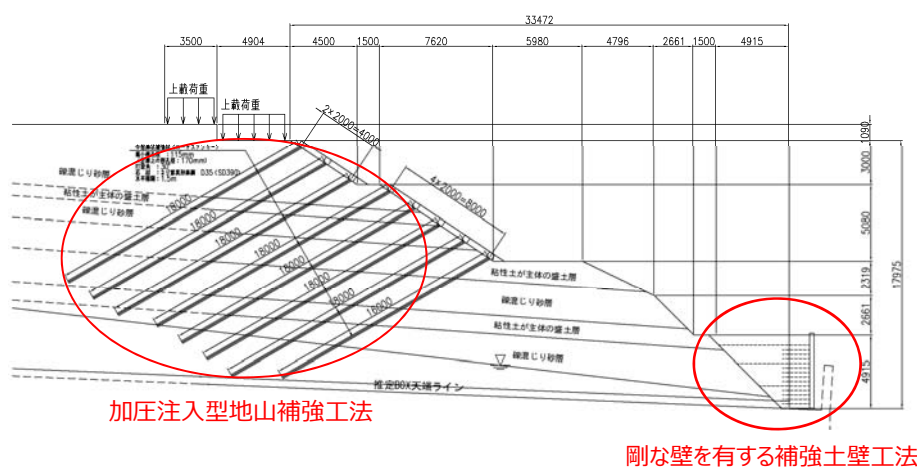 33472
3500
4904
4500
1500
7620
5980
4796
2661
1500
4915
上載荷重
上載荷重
2×2000=4000
4×2000=8000
1090
3000
5080
2319
2661
4915
17975
礫混じり砂層
粘性土が主体の盛土層
礫混じり砂層
18000
18000
18000
18000
18000
18000
16600
粘性土が主体の盛土層
礫混じり砂層
粘性土が主体の盛土層
礫混じり砂層
推定BOX天端ライン
加圧注入型地山補強工法
剛な壁を有する補強土壁工法